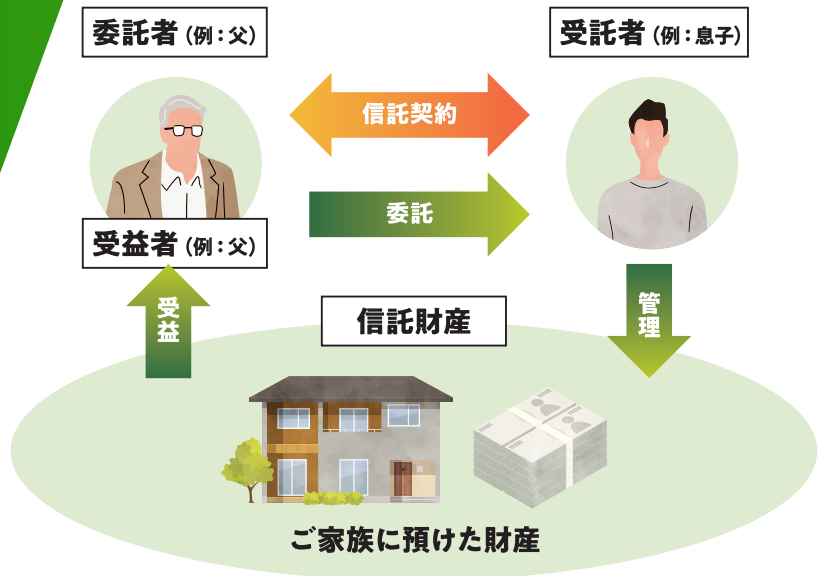 委託者（例：父）
受託者（例：息子）
信託契約
委託
受益者（例：父）
受益
管理
信託財産
ご家族に預けた財産